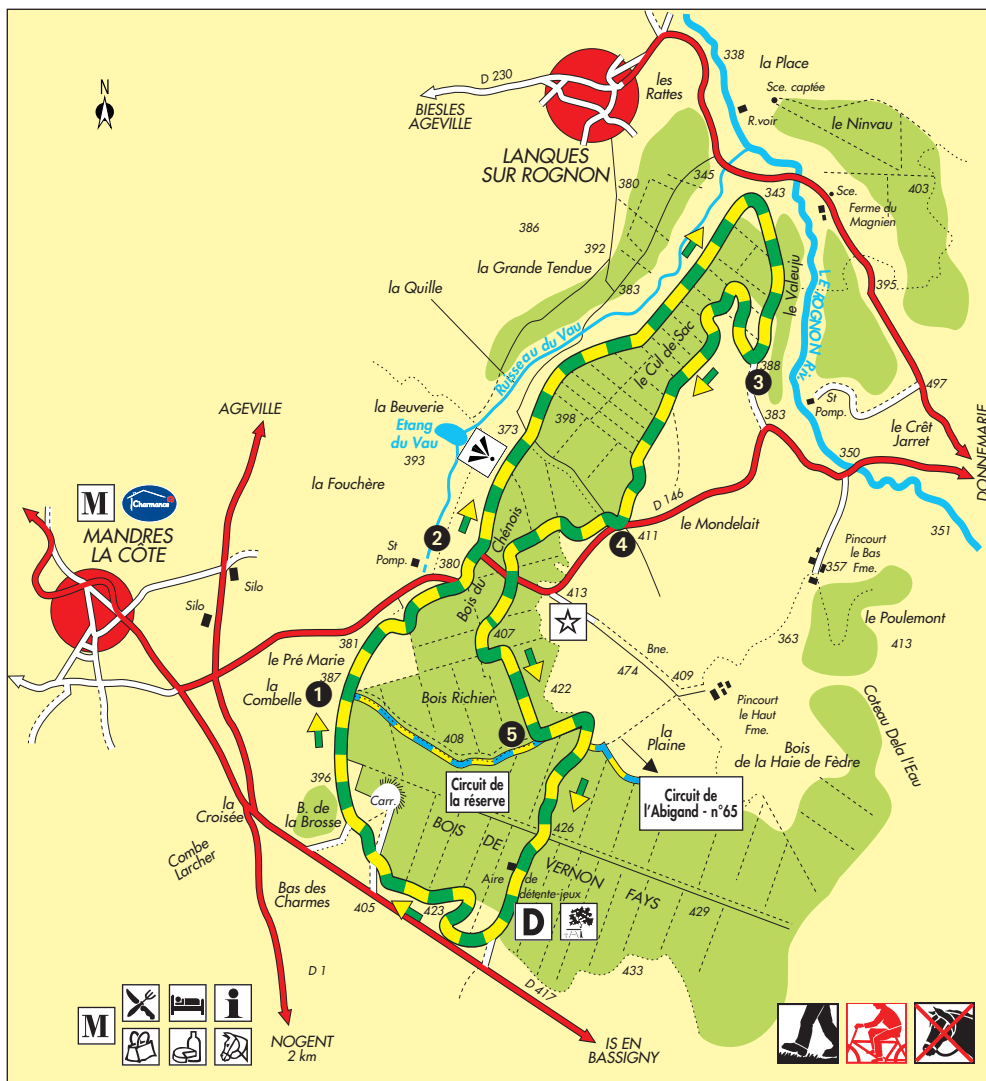 N
D 230
BIESLES
AGEVILLE
LANQUES
SUR ROGNON
les
Rattes
338
la Place
Sce. captée
R.voir
le Ninvau
403
345
343
Sce.
Ferme du
Magnien
395
380
386
392
la Grande Tendue
383
la Quille
Ruisseau du Vau
le Cul de Sac
le Valeuju
LE ROGNON Riv.
388
3
383
St
Pomp.
497
le Crêt
Jarret
DONNEMARIE
350
351
AGEVILLE
la Beuverie
Etang
du Vau
373
398
393
la Fouchère
M
Charmance
MANDRES
LA CÔTE
Silo
Silo
2
St
Pomp.
380
Bois du Chênois
D 146
411
4
le Mondelait
Pincourt
le Bas
Fme.
357
le Poulemont
413
363
413
381
le Pré Marie
387
la
Combelle
1
407
Bne.
474
409
422
Bois Richier
408
5
Pincourt
le Haut
Fme.
la
Plaine
Bois
de la Haie de Fèdre
Coteau Dela l'Eau
396
Carr.
Circuit de
la réserve
Circuit de
l'Abigand - n°65
la
Croisée
B. de
la Brosse
Combe
Larcher
Bas des
Charmes
405
423
426
BOIS DE VERNON FAYS
Aire de
détente-jeux
D
429
433
D 1
D 417
M
NOGENT
2 km
IS EN
BASSIGNY